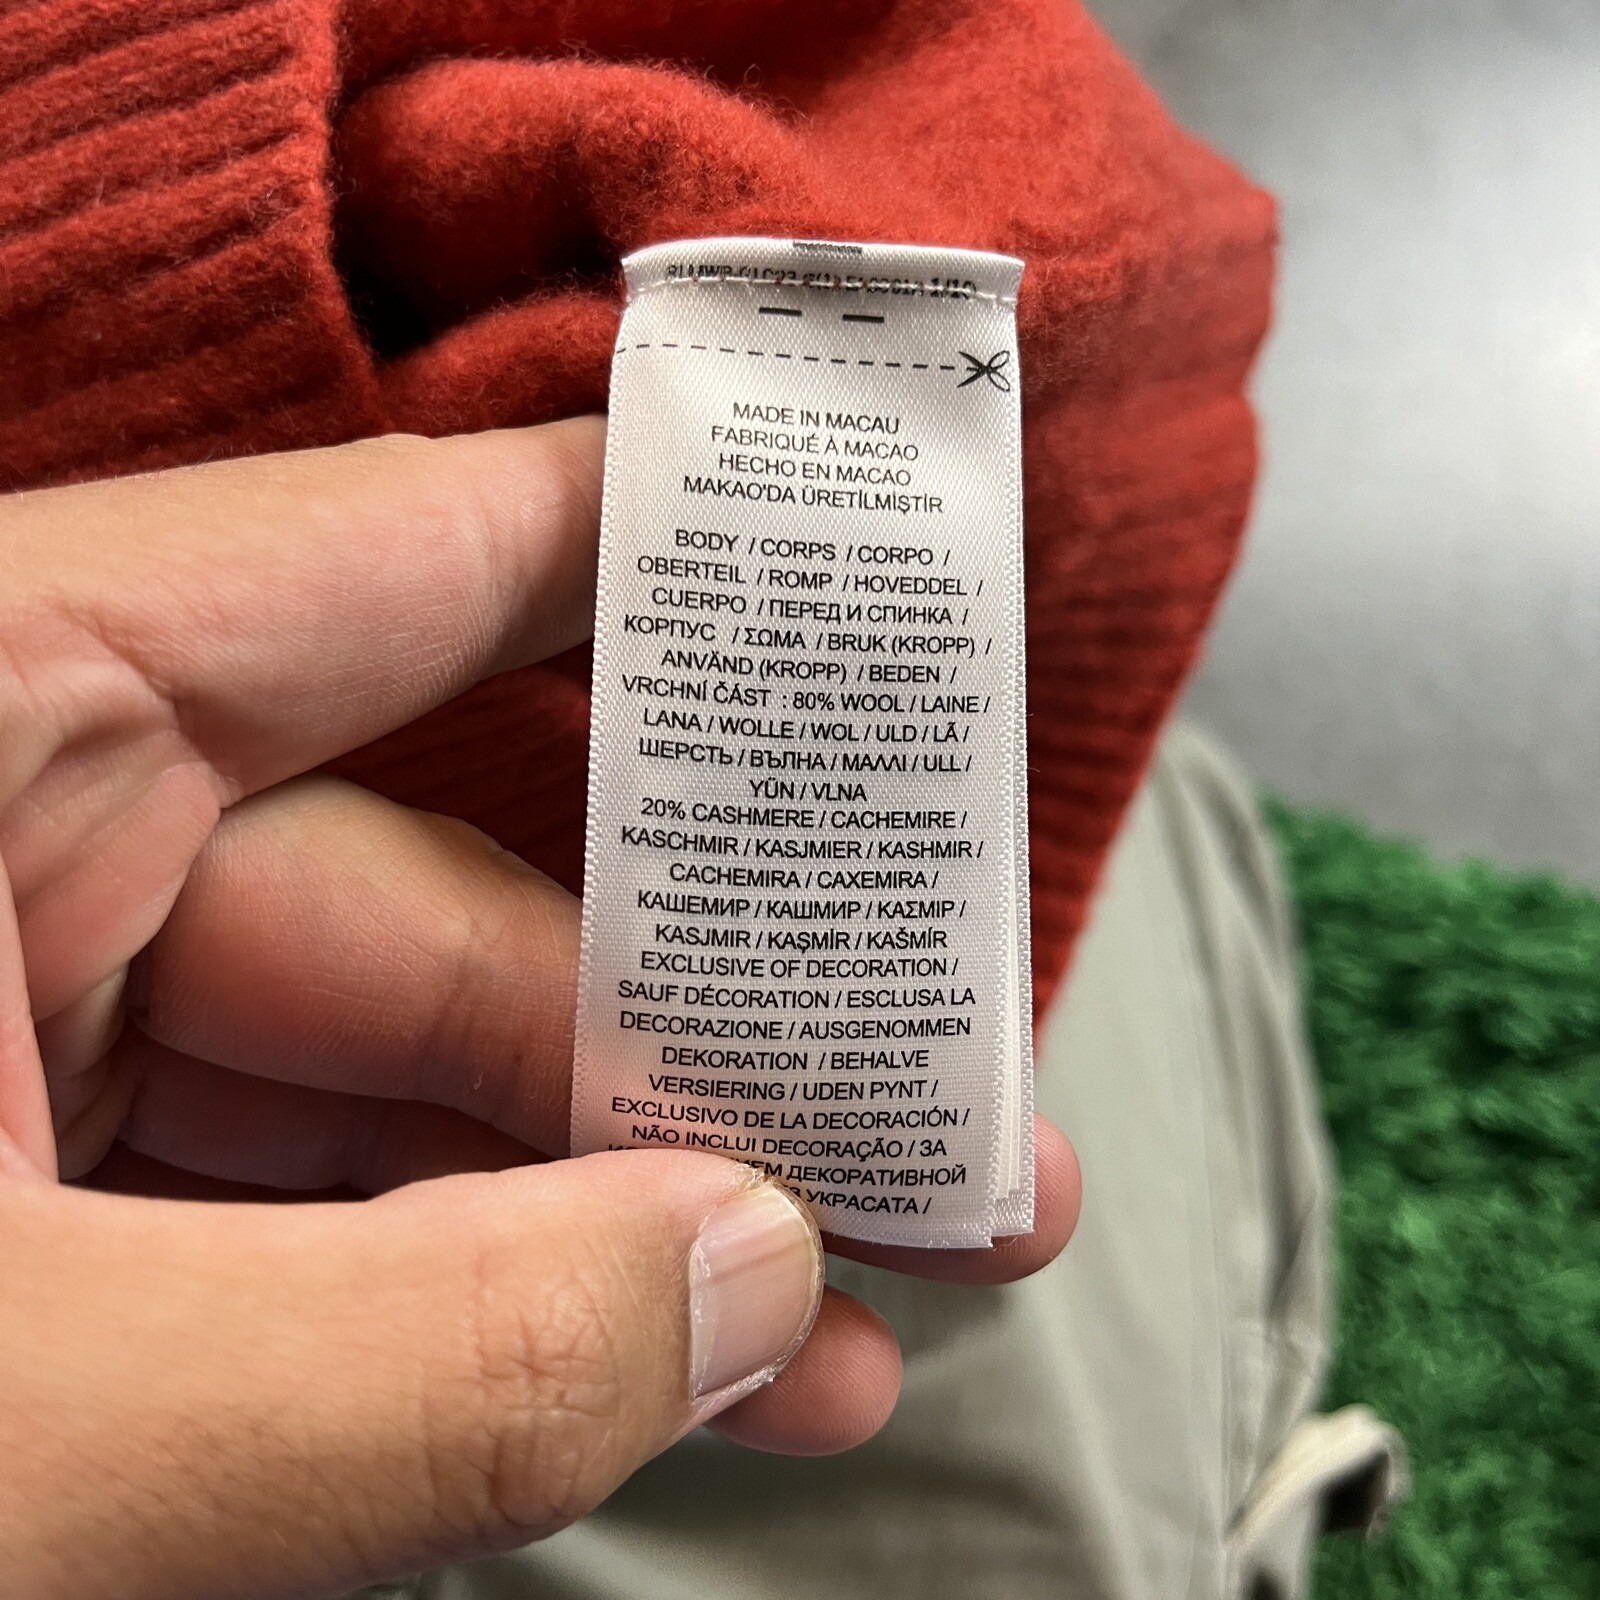 1/10
MADE IN MACAU
FABRIQUÉ À MACAO
HECHO EN MACAO
MAKAO'DA ÜRETİLMİŞTİR
BODY / CORPS / CORPO /
OBERTEIL / ROMP / HOVEDDEL /
CUERPO / ПЕРЕД И СПИНКА /
КОРПУС / ΣΩΜΑ / BRUK (KROPP) /
ANVÄND (KROPP) / BEDEN /
VRCHNÍ ČÁST : 80% WOOL / LAINE /
LANA / WOLLE / WOL / ULD / LÃ /
ШЕРСТЬ / ВЪЛНА / ΜΑΛΛΙ / ULL /
YÜN / VLNA
20% CASHMERE / CACHEMIRE /
KASCHMIR / KASJMIER / KASHMIR /
CACHEMIRA / CAXEMIRA /
КАШЕМИР / КАШМИР / ΚΑΣΜΙΡ /
KASJMIR / KAŞMİR / KAŠMÍR
EXCLUSIVE OF DECORATION /
SAUF DÉCORATION / ESCLUSA LA
DECORAZIONE / AUSGENOMMEN
DEKORATION / BEHALVE
VERSIERING / UDEN PYNT /
EXCLUSIVO DE LA DECORACIÓN /
NÃO INCLUI DECORAÇÃO / ЗА
ДЕКОРАТИВНОЙ
УКРАСАТА /